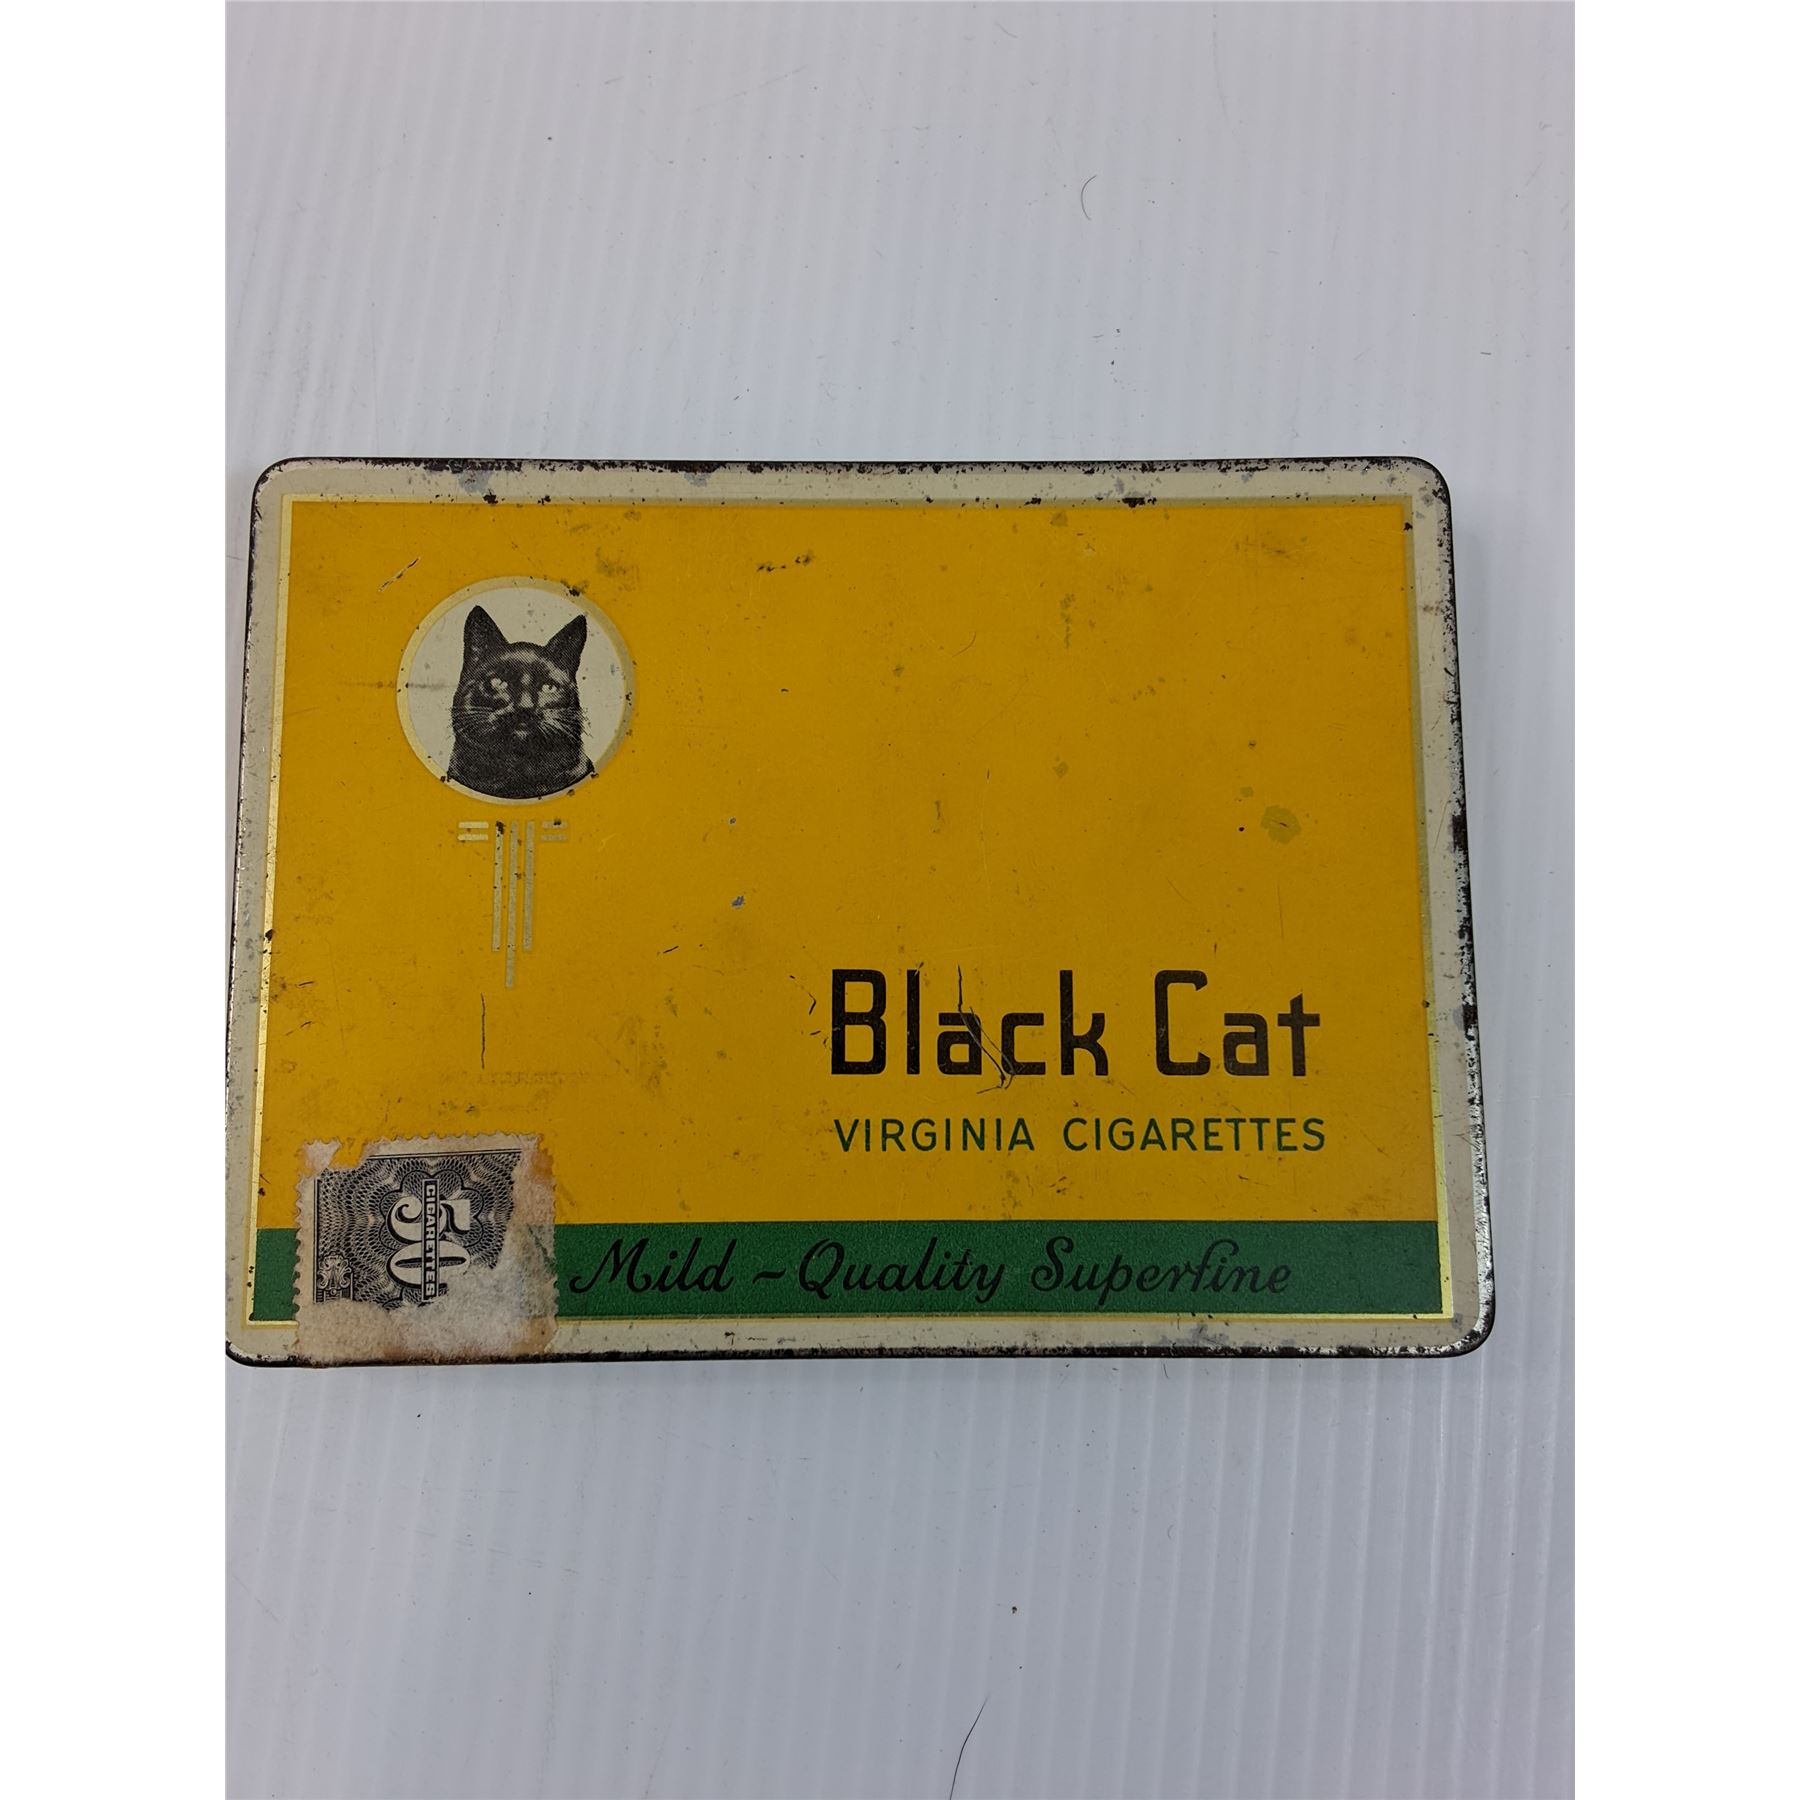 Black Cat
VIRGINIA CIGARETTES
50
CIGARETTES
Mild - Quality Superfine